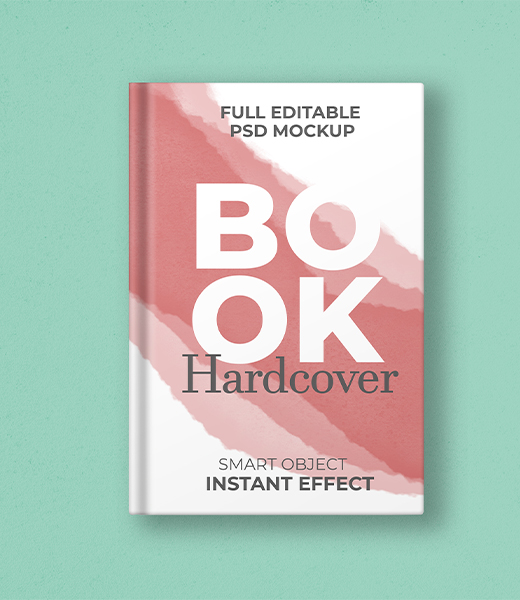 FULL EDITABLE
PSD MOCKUP
BO
OK
Hardcover
SMART OBJECT
INSTANT EFFECT